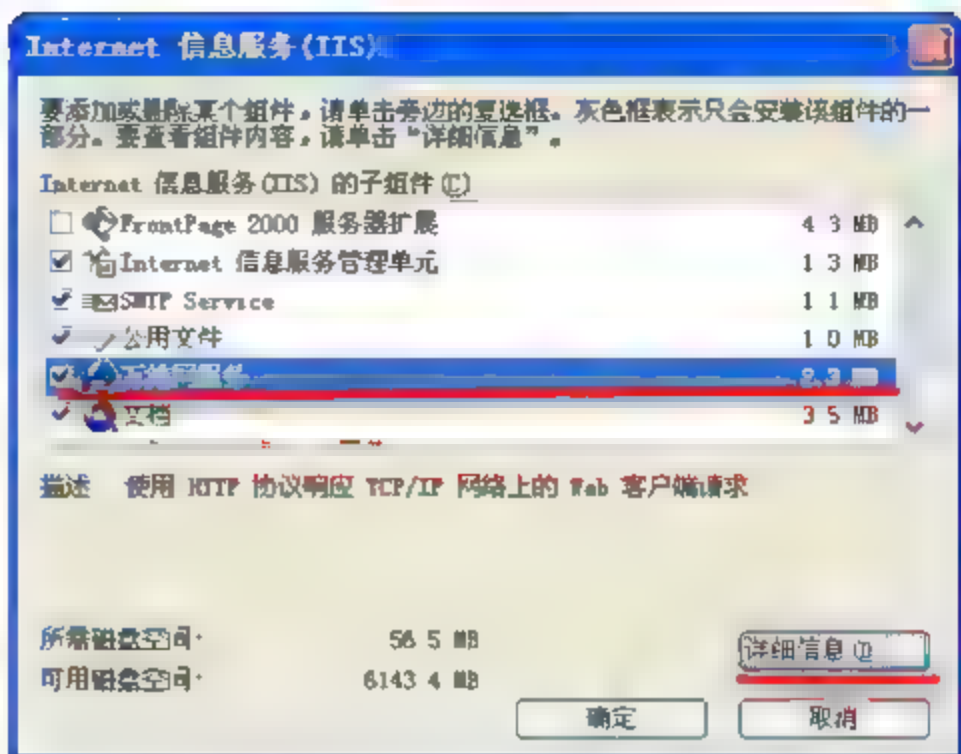 Internet 信息服务(IIS)
要添加或删除某个组件，请单击旁边的复选框。灰色框表示只会安装该组件的一
部分。要查看组件内容，请单击“详细信息”。
Internet 信息服务(IIS) 的子组件(C)
FrontPage 2000 服务器扩展 4 3 MB
Internet 信息服务管理单元 1 3 MB
SMTP Service 1 1 MB
公用文件 1 0 MB
文档 3 5 MB
描述 使用 HTTP 协议响应 TCP/IP 网络上的 Web 客户端请求
所需磁盘空间: 56 5 MB
详细信息(D)
可用磁盘空间: 6143 4 MB
确定
取消